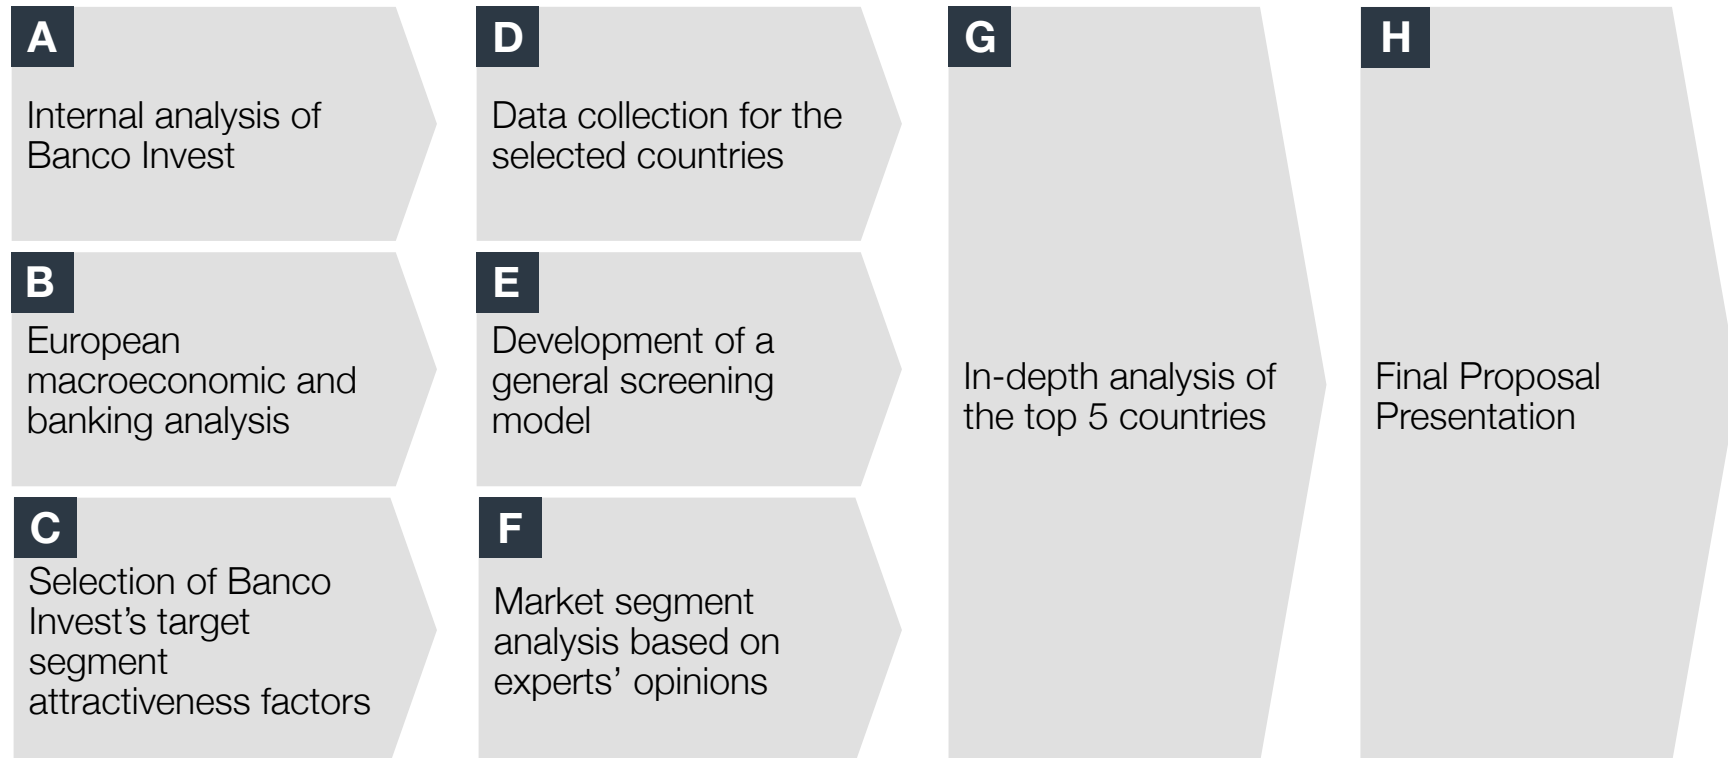 A
Internal analysis of
Banco Invest
B
European
macroeconomic and
banking analysis
C
Selection of Banco
Invest’s target
segment
attractiveness factors
D
Data collection for the
selected countries
E
Development of a
general screening
model
F
Market segment
analysis based on
experts’ opinions
G
In-depth analysis of
the top 5 countries
H
Final Proposal
Presentation